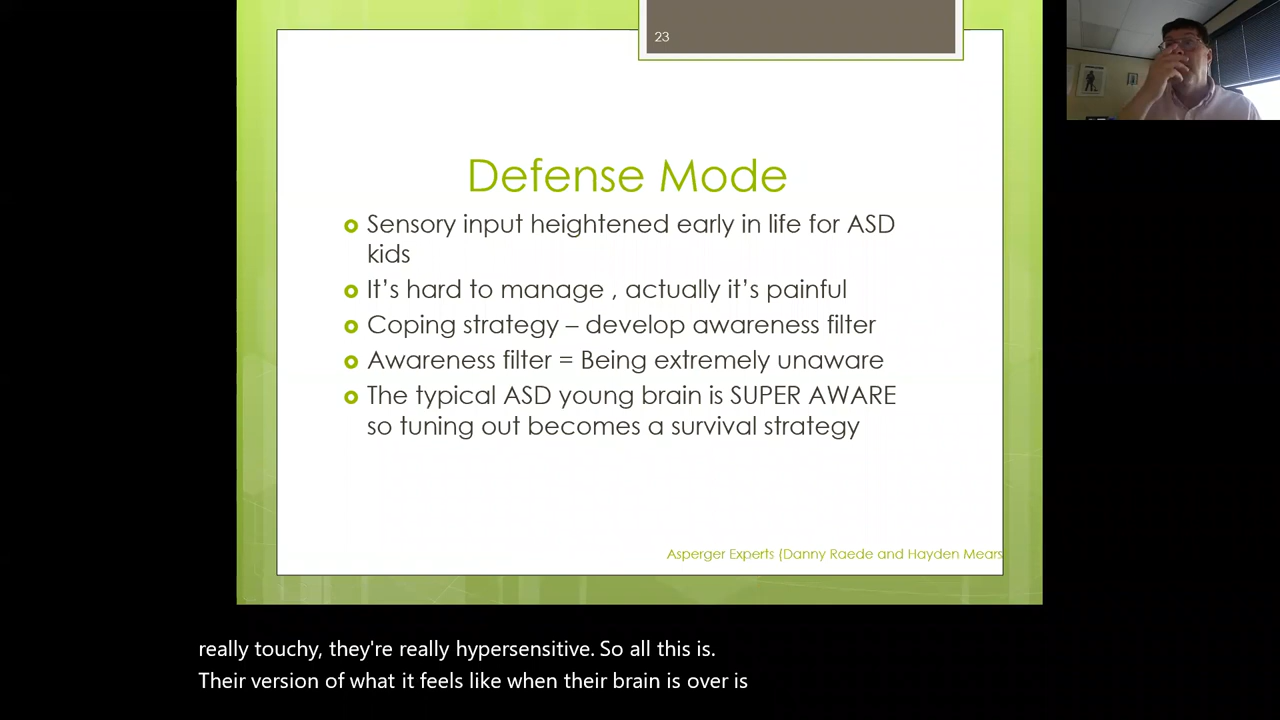 23
Defense Mode
Sensory input heightened early in life for ASD
kids
It's hard to manage , actually it's painful
Coping strategy – develop awareness filter
Awareness filter = Being extremely unaware
The typical ASD young brain is SUPER AWARE
so tuning out becomes a survival strategy
Asperger Experts (Danny Raede and Hayden Mears
really touchy, they're really hypersensitive. So all this is.
Their version of what it feels like when their brain is over is